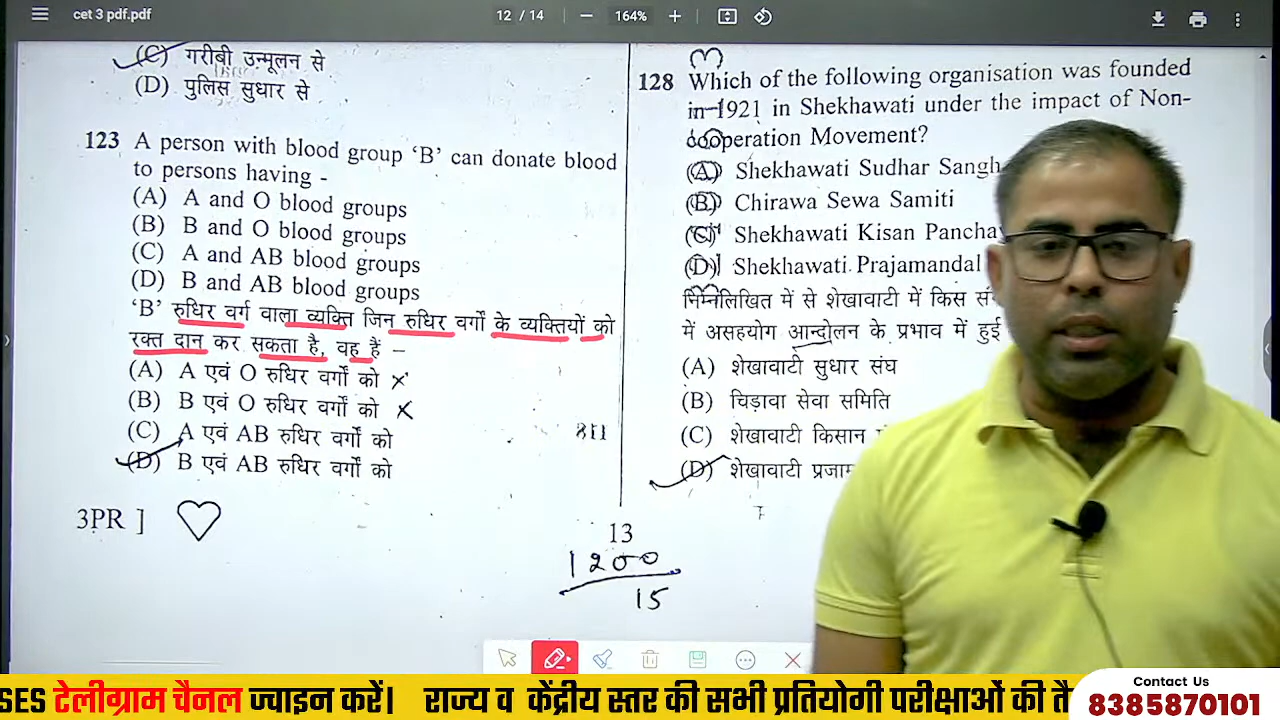 cet 3 pdf.pdf
12 / 14
164%
(C) गरीबी उन्मूलन से
(D) पुलिस सुधार से
123 A person with blood group ‘B’ can donate blood
to persons having -
(A) A and O blood groups
(B) B and O blood groups
(C) A and AB blood groups
(D) B and AB blood groups
‘B’ रुधिर वर्ग वाला व्यक्ति जिन रुधिर वर्गों के व्यक्तियों को
रक्त दान कर सकता है, वह हैं –
(A) A एवं O रुधिर वर्गों को
(B) B एवं O रुधिर वर्गों को
(C) A एवं AB रुधिर वर्गों को
(D) B एवं AB रुधिर वर्गों को
3PR ]
13
1200
15
128 Which of the following organisation was founded
in 1921 in Shekhawati under the impact of Non-
cooperation Movement?
(A) Shekhawati Sudhar Sangh
(B) Chirawa Sewa Samiti
(C) Shekhawati Kisan Pancha
(D) Shekhawati Prajamandal
निम्नलिखित में से शेखावाटी में किस
में असहयोग आन्दोलन के प्रभाव में हुई
(A) शेखावाटी सुधार संघ
(B) चिड़ावा सेवा समिति
(C) शेखावाटी किसान
(D) शेखावाटी प्रजाम
SES टेलीग्राम चैनल ज्वाइन करें। राज्य व केंद्रीय स्तर की सभी प्रतियोगी परीक्षाओं की तै
Contact Us
8385870101